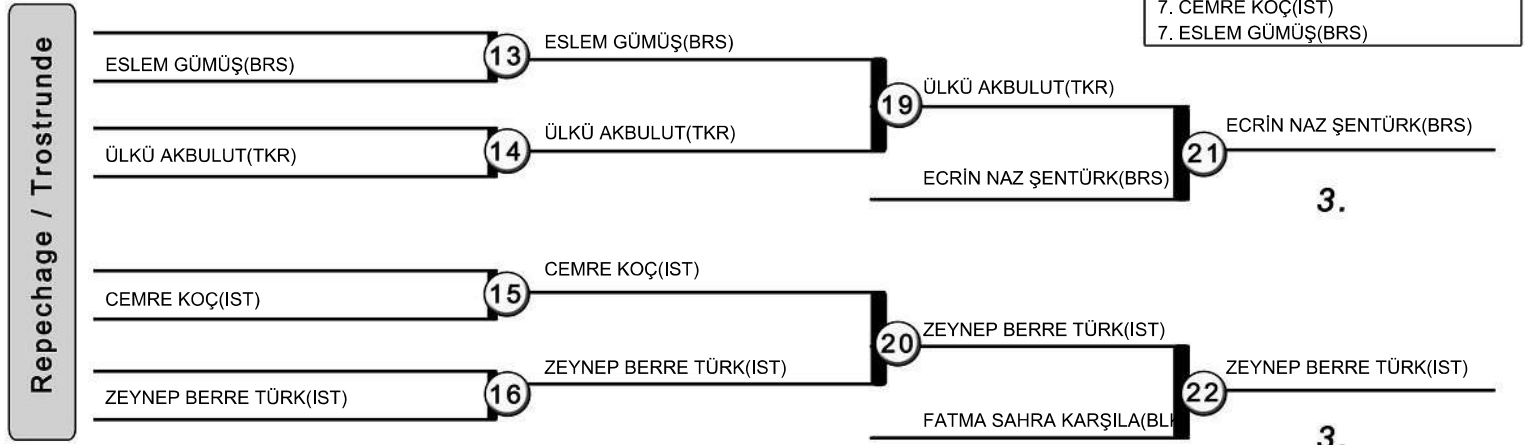 7. CEMRE KOÇ(IST)
7. ESLEM GÜMÜŞ(BRS)
Repechage / Trostrunde
ESLEM GÜMÜŞ(BRS)
13
ESLEM GÜMÜŞ(BRS)
ÜLKÜ AKBULUT(TKR)
14
ÜLKÜ AKBULUT(TKR)
19
ÜLKÜ AKBULUT(TKR)
ECRİN NAZ ŞENTÜRK(BRS)
21
ECRİN NAZ ŞENTÜRK(BRS)
3.
CEMRE KOÇ(IST)
15
CEMRE KOÇ(IST)
ZEYNEP BERRE TÜRK(IST)
16
ZEYNEP BERRE TÜRK(IST)
20
ZEYNEP BERRE TÜRK(IST)
FATMA SAHRA KARŞILA(BL
22
ZEYNEP BERRE TÜRK(IST)
3.